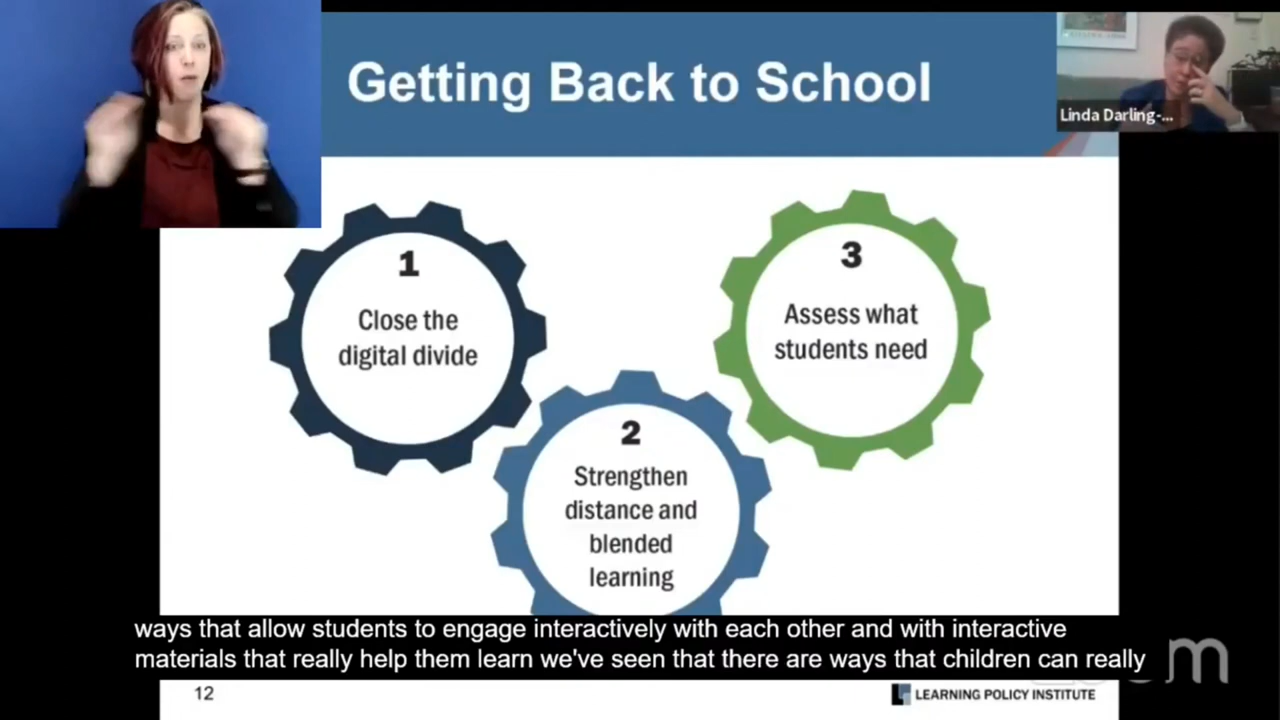 Getting Back to School
Linda Darling-...
1
Close the
digital divide
3
Assess what
students need
2
Strengthen
distance and
blended
learning
ways that allow students to engage interactively with each other and with interactive
materials that really help them learn we've seen that there are ways that children can really
12
LEARNING POLICY INSTITUTE